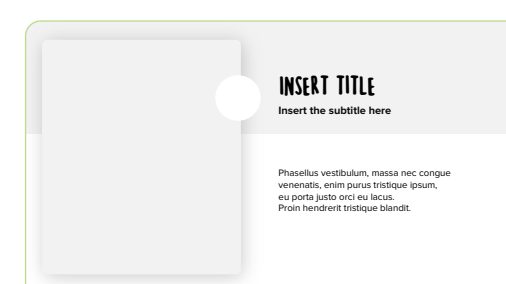 INSERT TITLE
Insert the subtitle here
Phasellus vestibulum, massa nec congue
venenatis, enim purus tristique ipsum,
eu porta justo orci eu lacus.
Proin hendrerit tristique blandit.